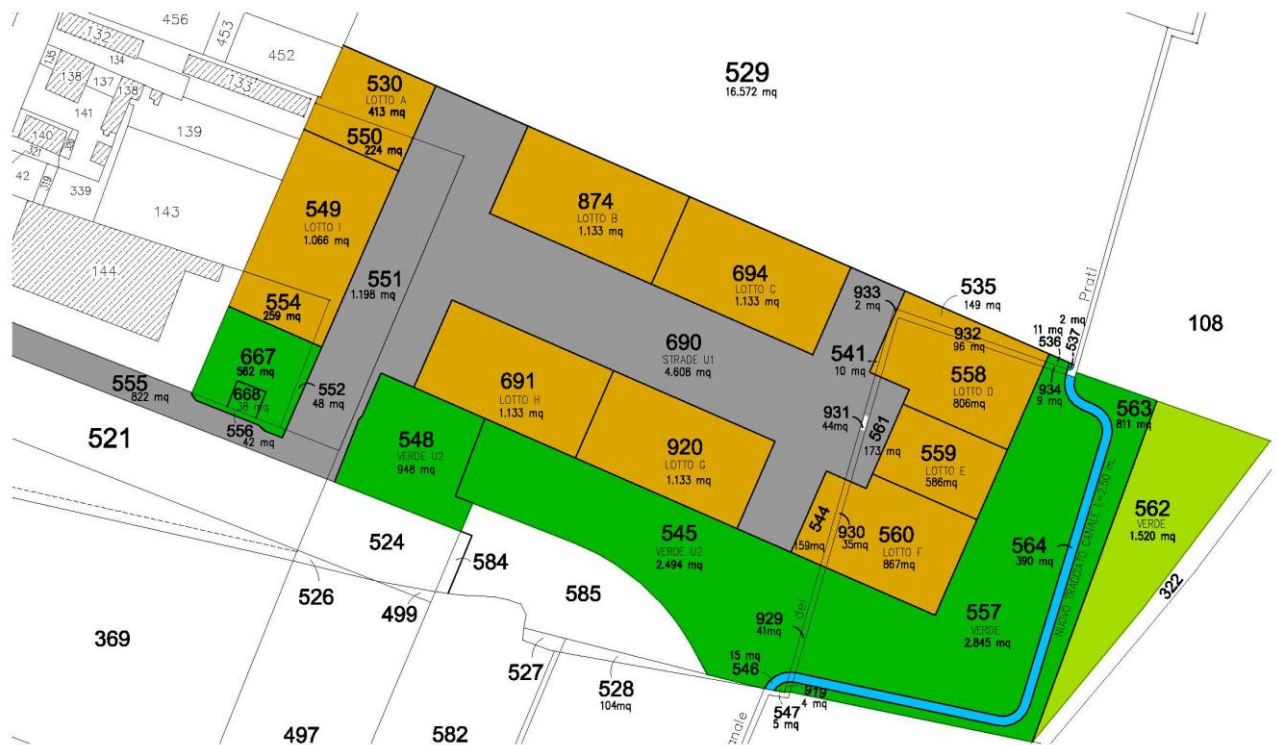 456
453
452
132
134
133
135
138
137
138
141
139
140
321
42
319
339
143
144
530
LOTTO A
413 mq
550
224 mq
549
LOTTO I
1.066 mq
554
259 mq
551
1.198 mq
529
16.572 mq
874
LOTTO B
1.133 mq
694
LOTTO C
1.133 mq
933
2 mq
535
149 mq
932
96 mq
Prati
2 mq
11 mq
536
537
108
690
STRADE U1
4.608 mq
541
10 mq
558
LOTTO D
806mq
934
9 mq
563
811 mq
667
562 mq
668
38 mq
552
48 mq
556
42 mq
555
822 mq
521
691
LOTTO H
1.133 mq
931
44mq
561
173 mq
559
LOTTO E
586mq
548
VERDE U2
948 mq
920
LOTTO G
1.133 mq
562
VERDE
1.520 mq
544
159mq
930
35mq
560
LOTTO F
867mq
545
VERDE U2
2.494 mq
564
390 mq
NUOVO TRACCIATO CANALE L=2.50 m.
322
524
584
585
526
499
369
dei
929
41mq
557
VERDE
2.845 mq
15 mq
546
527
528
104mq
919
4 mq
547
5 mq
497
582
anale